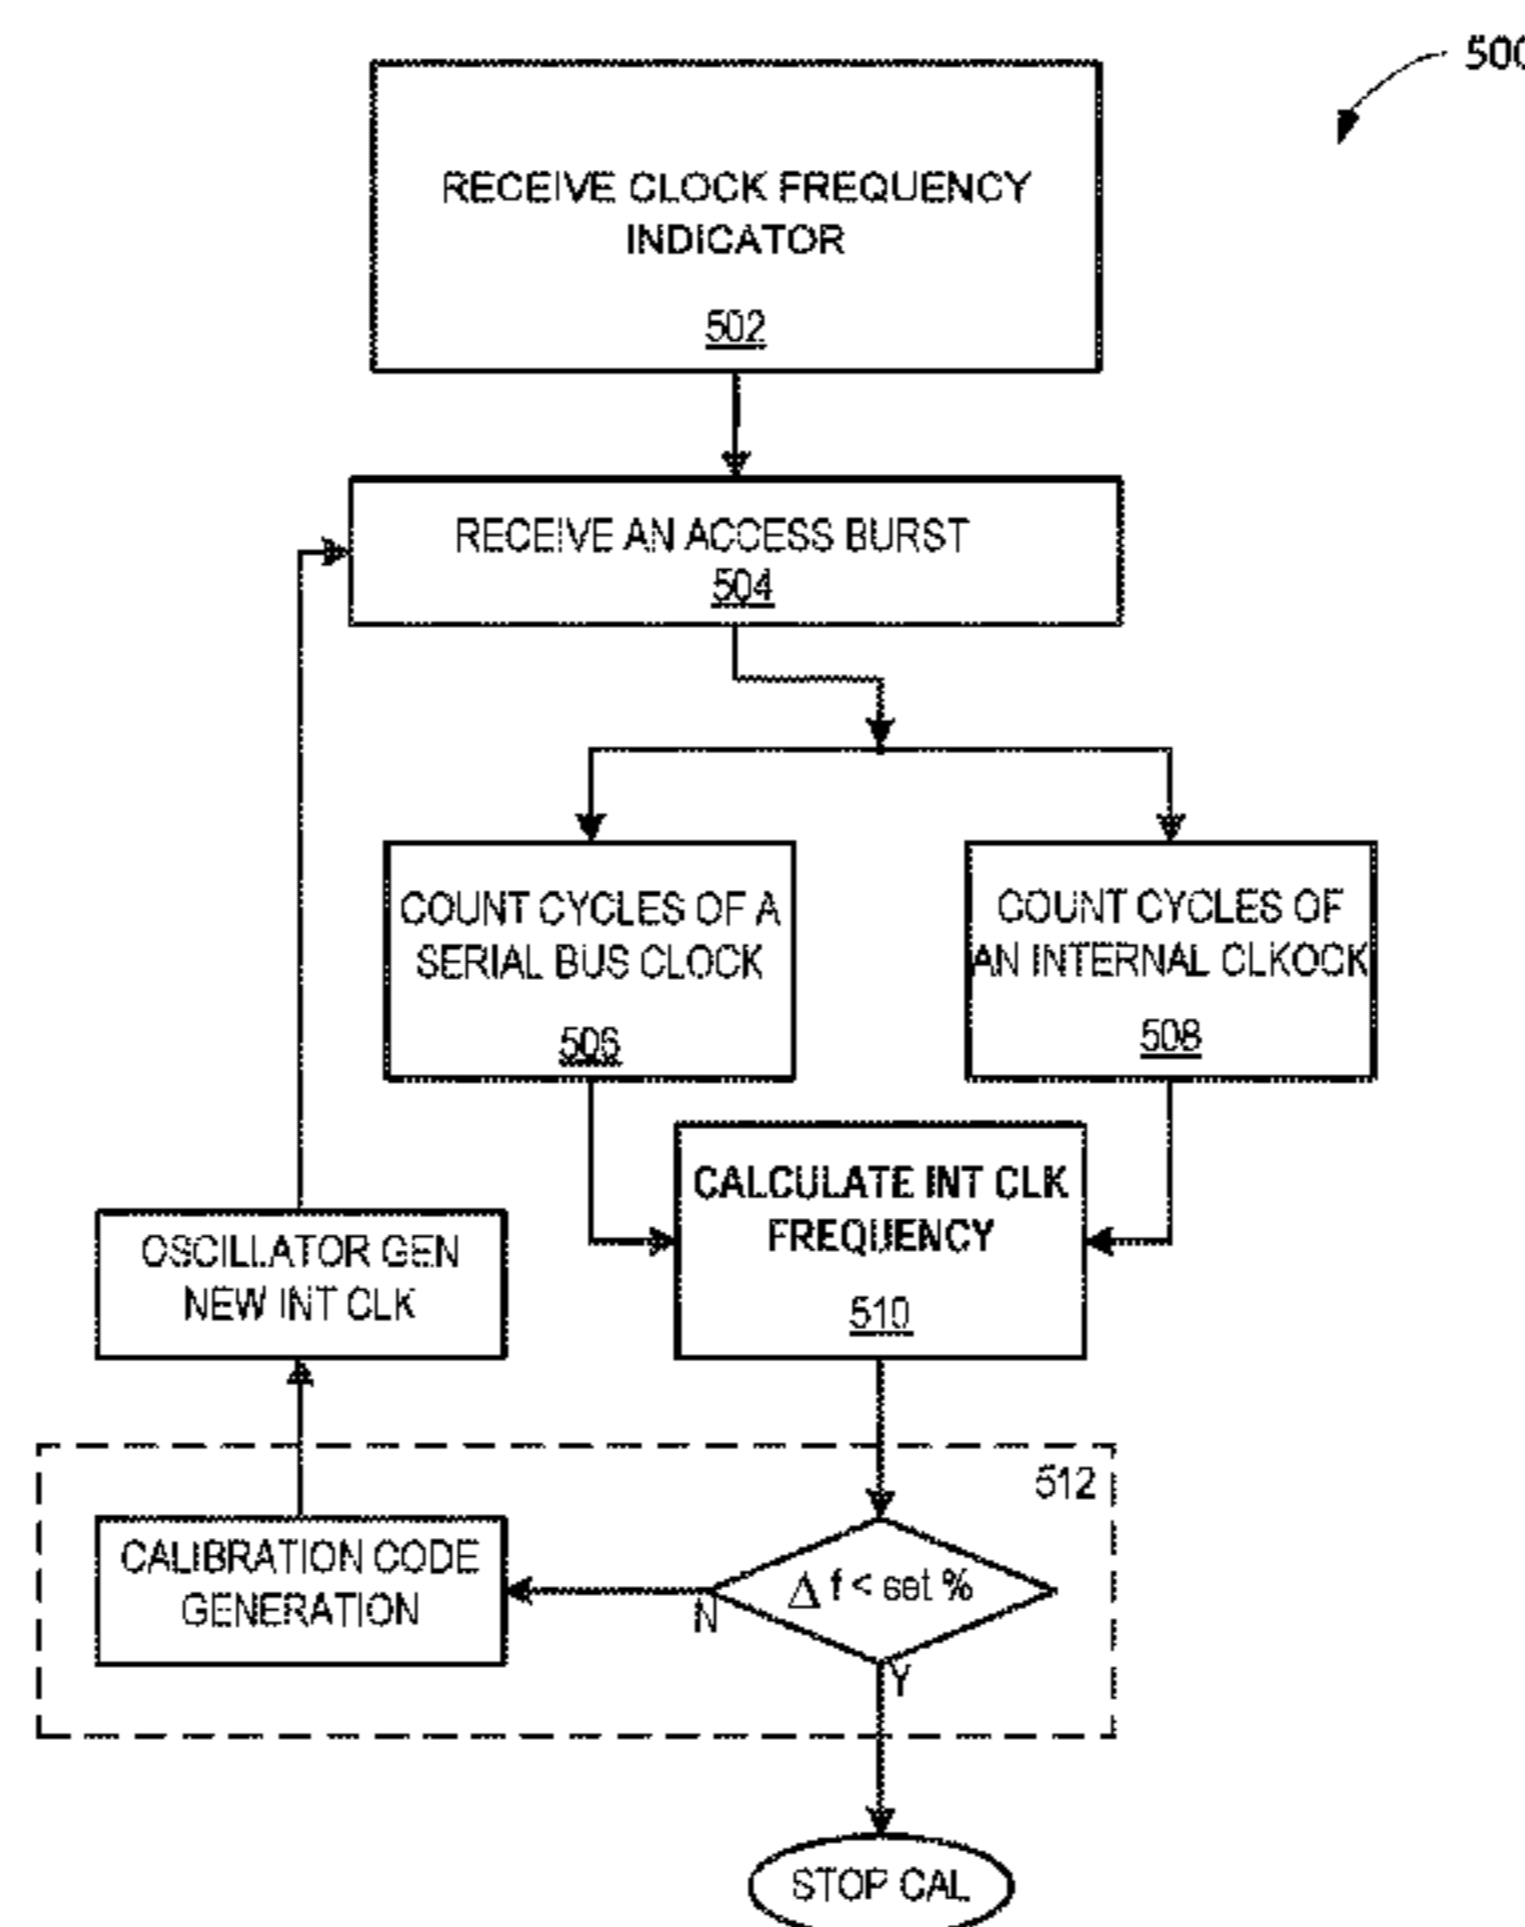 500
RECEIVE CLOCK FREQUENCY
INDICATOR
502
RECEIVE AN ACCESS BURST
504
COUNT CYCLES OF A
SERIAL BUS CLOCK
506
COUNT CYCLES OF
AN INTERNAL CLKOCK
508
CALCULATE INT CLK
FREQUENCY
510
OSCILLATOR GEN
NEW INT CLK
512
CALIBRATION CODE
GENERATION
Δ f < set %
N
Y
STOP CAL